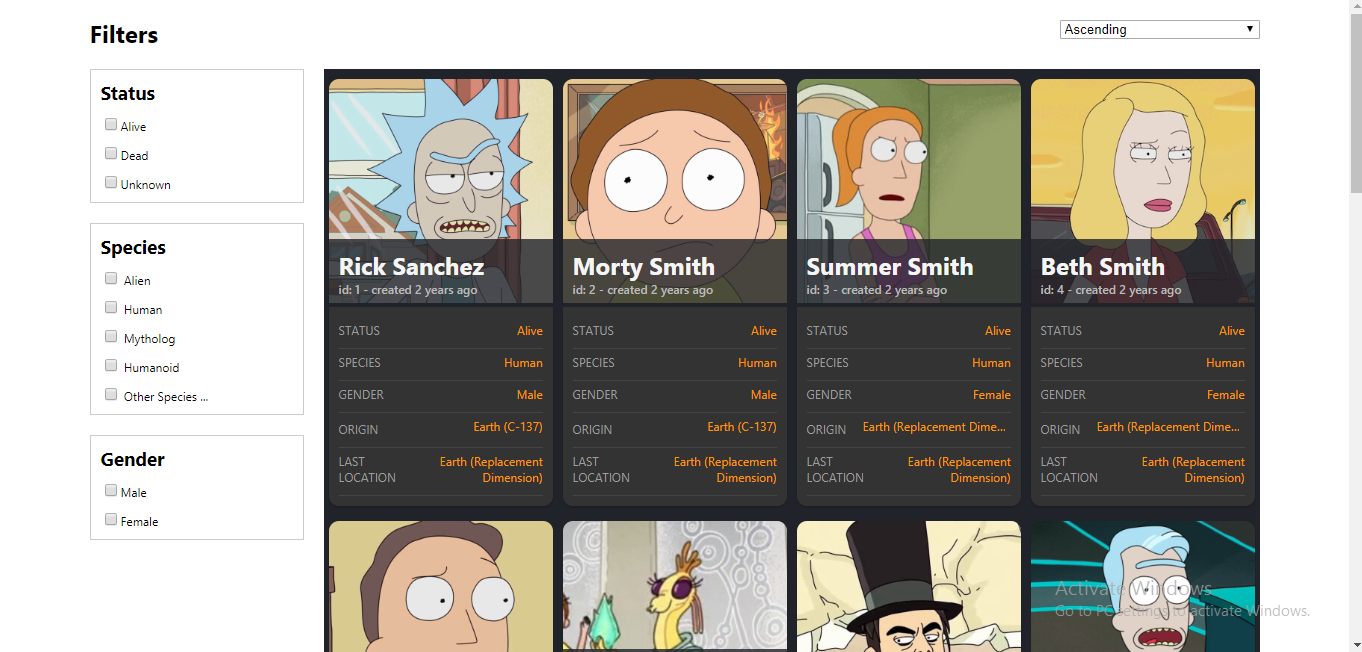 Filters
Ascending
Status
Alive
Dead
Unknown
Species
Alien
Human
Mytholog
Humanoid
Other Species ...
Gender
Male
Female
Rick Sanchez
id: 1 - created 2 years ago
STATUS Alive
SPECIES Human
GENDER Male
ORIGIN Earth (C-137)
LAST LOCATION Earth (Replacement
Dimension)
Morty Smith
id: 2 - created 2 years ago
STATUS Alive
SPECIES Human
GENDER Male
ORIGIN Earth (C-137)
LAST LOCATION Earth (Replacement
Dimension)
Summer Smith
id: 3 - created 2 years ago
STATUS Alive
SPECIES Human
GENDER Female
ORIGIN Earth (Replacement Dime...
LAST LOCATION Earth (Replacement
Dimension)
Beth Smith
id: 4 - created 2 years ago
STATUS Alive
SPECIES Human
GENDER Female
ORIGIN Earth (Replacement Dime...
LAST LOCATION Earth (Replacement
Dimension)
Activate Windows
Go to PC settings to activate Windows.